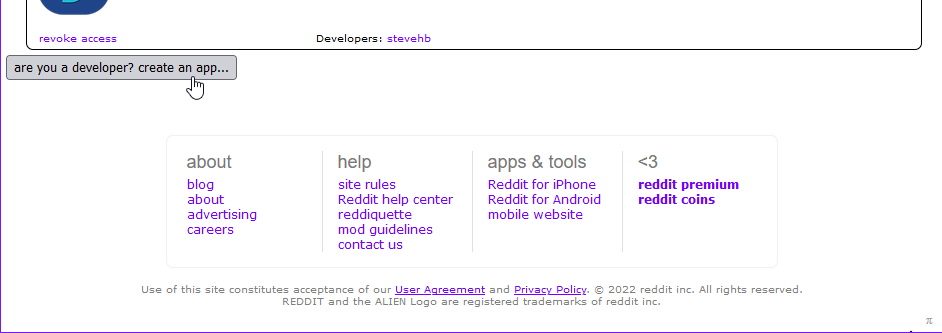 revoke access Developers: stevehb
are you a developer? create an app...
about
blog
about
advertising
careers
help
site rules
Reddit help center
reddiquette
mod guidelines
contact us
apps & tools
Reddit for iPhone
Reddit for Android
mobile website
<3
reddit premium
reddit coins
Use of this site constitutes acceptance of our User Agreement and Privacy Policy. © 2022 reddit inc. All rights reserved.
REDDIT and the ALIEN Logo are registered trademarks of reddit inc.
π